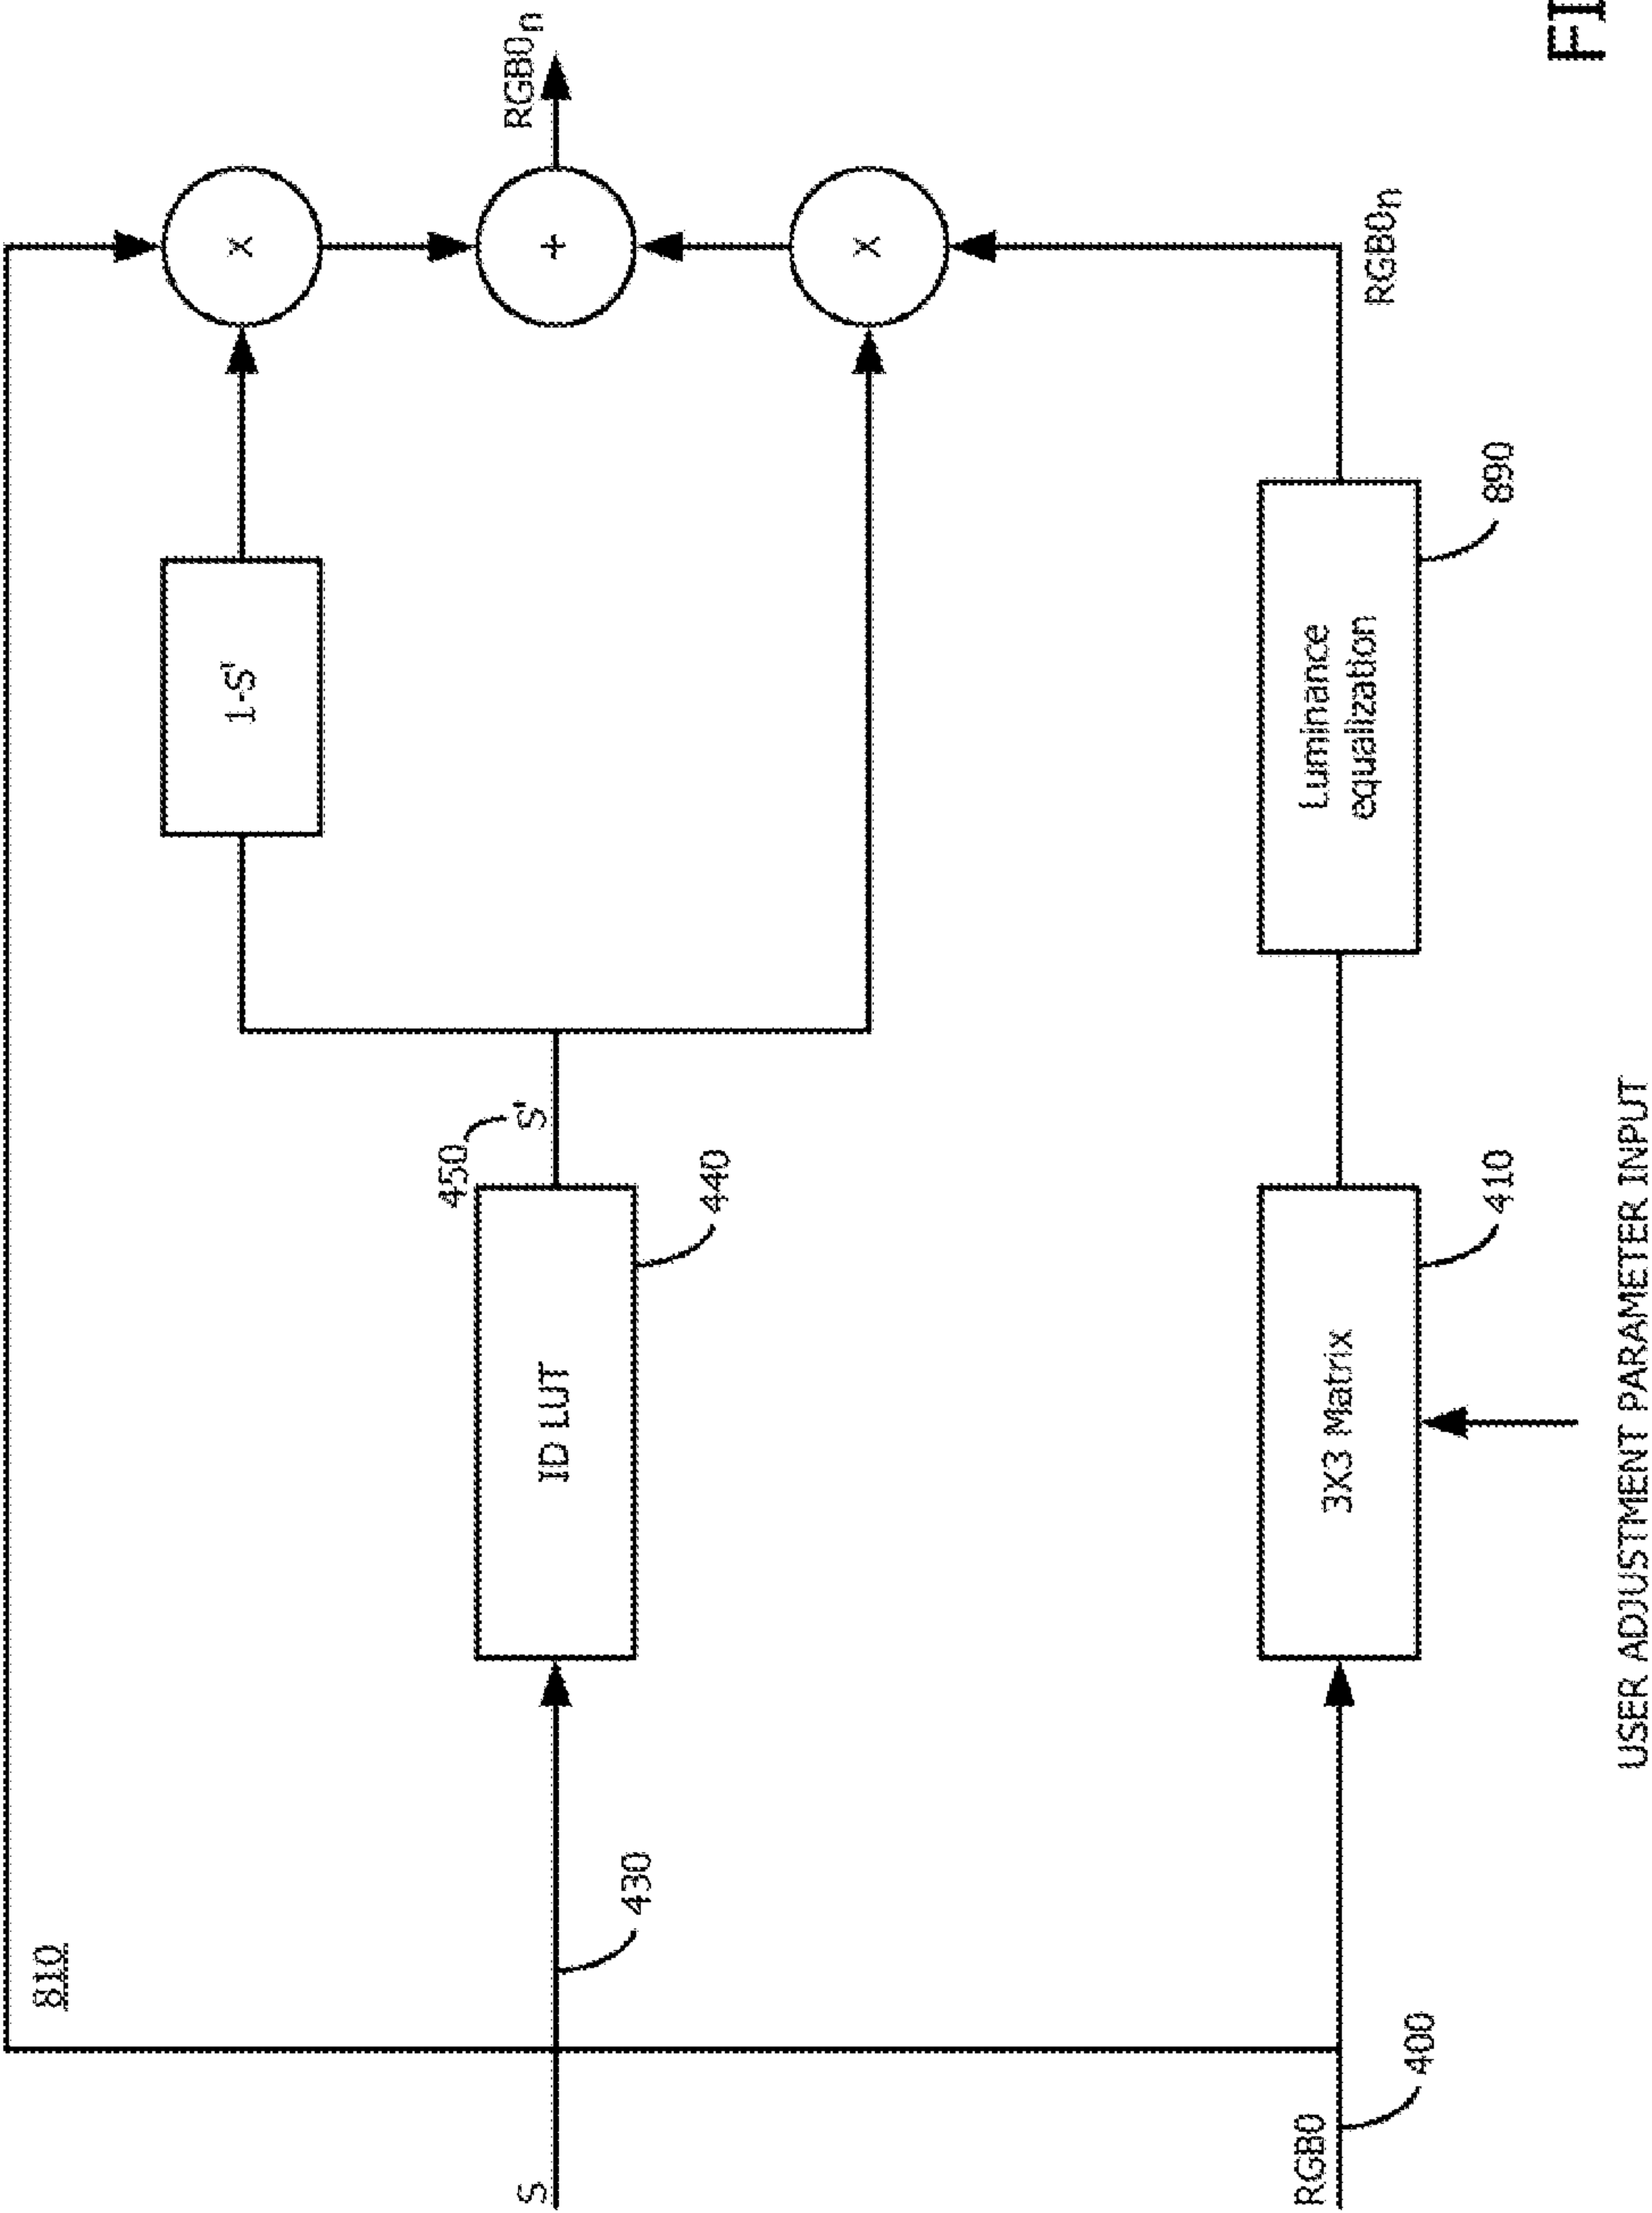 810
x
1-S'
RGB0n
+
450
S'
ID LUT
440
430
S
x
RGB0n
Luminance
equalization
890
3X3 Matrix
410
RGB0
400
USER ADJUSTMENT PARAMETER INPUT
FI